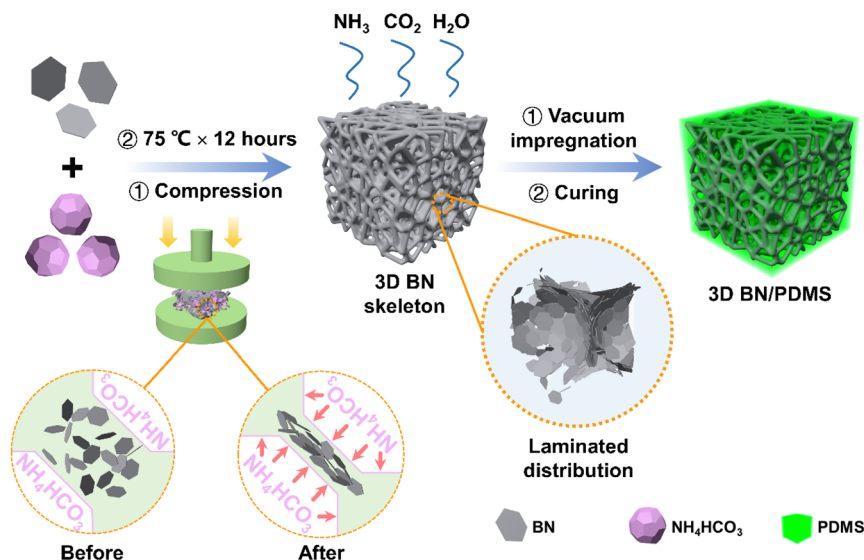 NH₃ CO₂ H₂O
② 75 ℃ × 12 hours
① Compression
① Vacuum
impregnation
② Curing
3D BN
skeleton
3D BN/PDMS
NH₄HCO₃
NH₄HCO₃
Before
NH₄HCO₃
NH₄HCO₃
After
Laminated
distribution
BN
NH₄HCO₃
PDMS